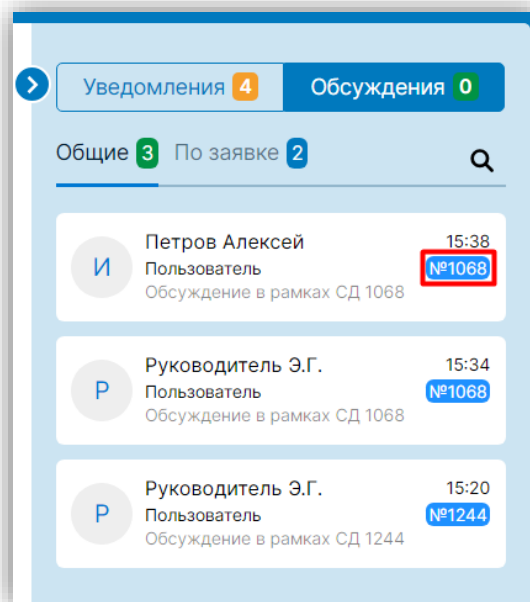 Уведомления 4 Обсуждения 0
Общие 3 По заявке 2
Петров Алексей 15:38
И Пользователь №1068
Обсуждение в рамках СД 1068
Руководитель Э.Г. 15:34
Р Пользователь №1068
Обсуждение в рамках СД 1068
Руководитель Э.Г. 15:20
Р Пользователь №1244
Обсуждение в рамках СД 1244